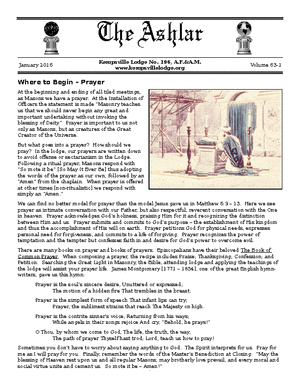 The Ashlar
Kempsville Lodge No. 196, A.F.&A.M.
January 2016
www.kempsvillelodge.org
Volume 63-1
Where to Begin – Prayer
At the beginning and ending of all tiled meetings,
as Masons we have a prayer. At the Installation of
Officers the statement is made "Masonry teaches
us that we should never begin any great and
important undertaking without invoking the
blessing of Deity." Prayer is important to us not
only as Masons, but as creatures of the Great
Creator of the Universe.
But what goes into a prayer? How should we
pray? In the lodge, our prayers are written down
to avoid offense or sectarianism in the Lodge.
Following a ritual prayer, Masons respond with
"So mote it be" [So May It Ever Be] thus adopting
the words of the prayer as our own, followed by an
"Amen" from the chaplain. When prayer is offered
at other times [non-ritualistic] we respond with
simply an "Amen."
We can find no better model for prayer than the model Jesus gave us in Matthew 6:5 - 13. Here we see
prayer as intimate conversation with our Father, but also respectful, reverent conversation with the One
in heaven. Prayer acknowledges God's holiness, praising Him for it and recognizing the distinction
between Him and us. Prayer submits and commits to God's purpose – the establishment of His kingdom
and thus the accomplishment of His will on earth. Prayer petitions God for physical needs, expresses
personal need for forgiveness, and commits to a life of forgiving. Prayer recognizes the power of
temptation and the tempter but confesses faith in and desire for God's power to overcome evil.
There are many books on prayer and books of prayers. Episcopalians have their beloved The Book of
Common Prayer. When composing a prayer, the recipe includes Praise, Thanksgiving, Confession, and
Petition. Searching the Great Light in Masonry, the Bible, attending lodge and applying the teachings of
the lodge will assist your prayer life. James Montgomery [1771 – 1854], one of the great English hymn-
writers, gave us this hymn:
Prayer is the soul's sincere desire, Unuttered or expressed;
The motion of a hidden fire That trembles in the breast.
Prayer is the simplest form of speech That infant lips can try;
Prayer, the sublimest strains that reach The Majesty on high.
Prayer is the contrite sinner's voice, Returning from his ways;
While angels in their songs rejoice And cry, "Behold, he prays!"
O Thou, by whom we come to God, The life, the truth, the way;
The path of prayer Thyself hast trod; Lord, teach us how to pray!
Sometimes you don't have to worry about saying anything to God. The Spirit interprets for us. Pray for
me as I will pray for you. Finally, remember the words of the Master's Benediction at Closing: "May the
blessing of Heaven rest upon us and all regular Masons; may brotherly love prevail, and every moral and
social virtue unite and cement us. So mote it be – Amen!"